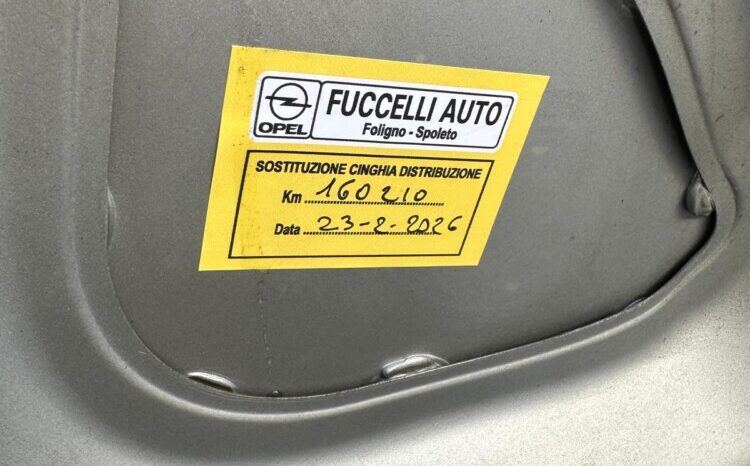 OPEL
FUCCELLI AUTO
Foligno - Spoleto
SOSTITUZIONE CINGHIA DISTRIBUZIONE
Km 160210
Data 23-2-2026